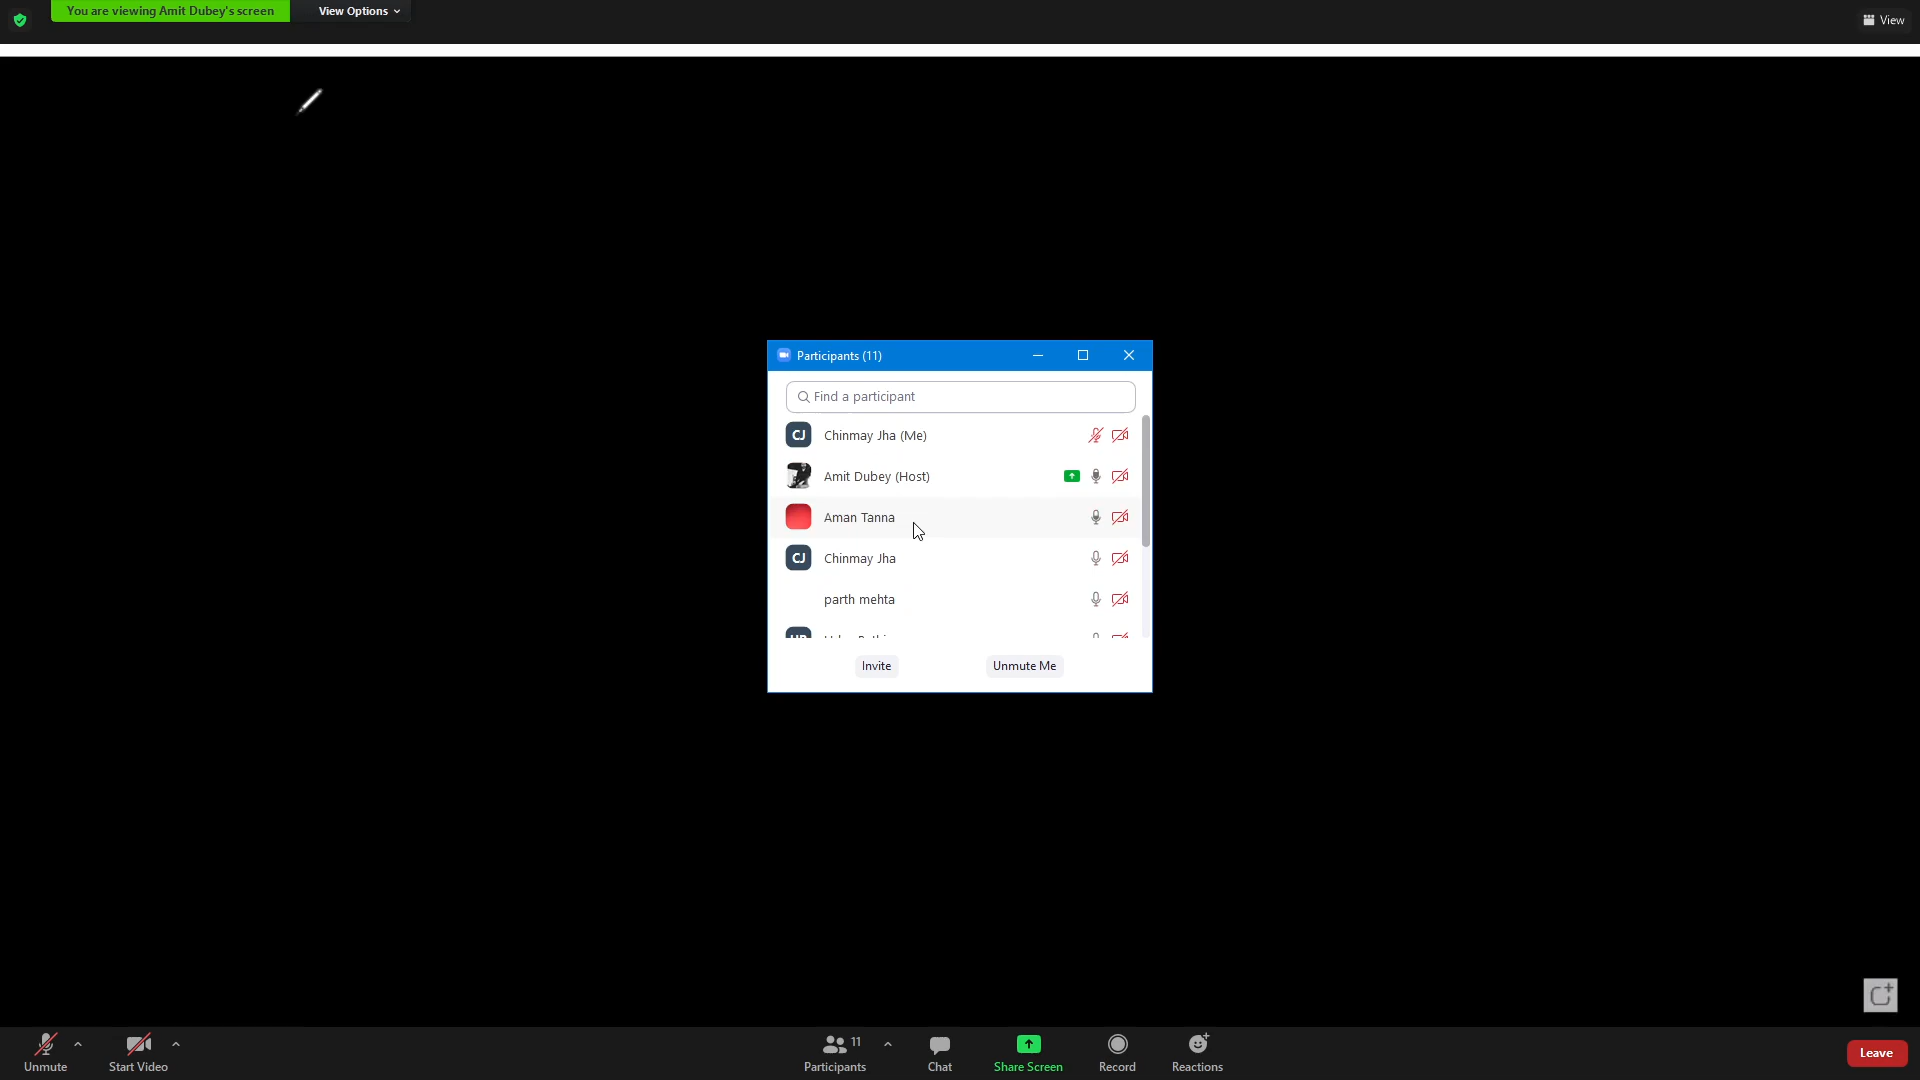 You are viewing Amit Dubey's screen
View Options
View
Participants (11)
Find a participant
CJ Chinmay Jha (Me)
Amit Dubey (Host)
Aman Tanna
CJ Chinmay Jha
parth mehta
Invite
Unmute Me
Unmute
Start Video
11
Participants
Chat
Share Screen
Record
Reactions
Leave